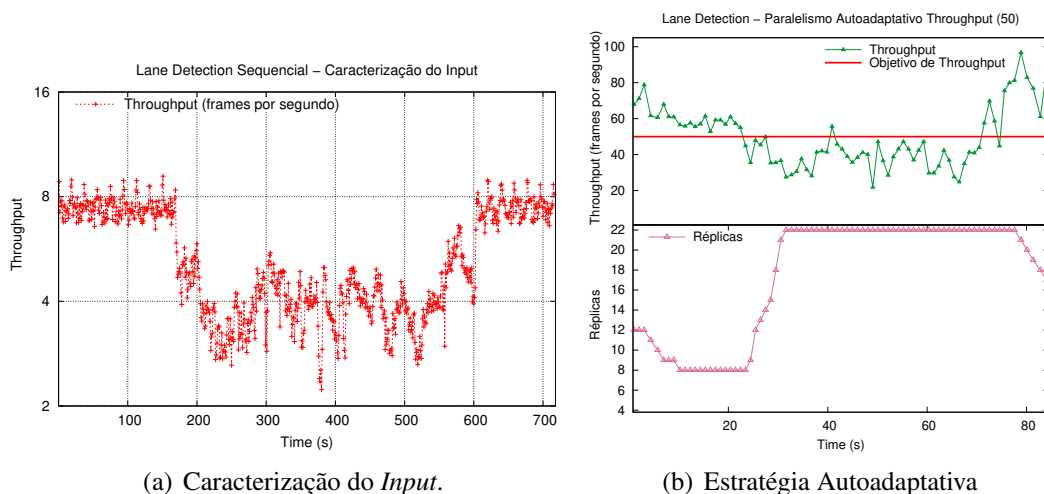 Lane Detection Sequencial – Caracterização do Input
Throughput (frames por segundo)
Throughput
16
8
4
2
100
200
300
400
500
600
700
Time (s)
(a) Caracterização do Input.
Lane Detection – Paralelismo Autoadaptativo Throughput (50)
Throughput
Objetivo de Throughput
Throughput (frames por segundo)
100
80
60
40
20
Réplicas
Réplicas
22
20
18
16
14
12
10
8
6
4
20
40
60
80
Time (s)
(b) Estratégia Autoadaptativa